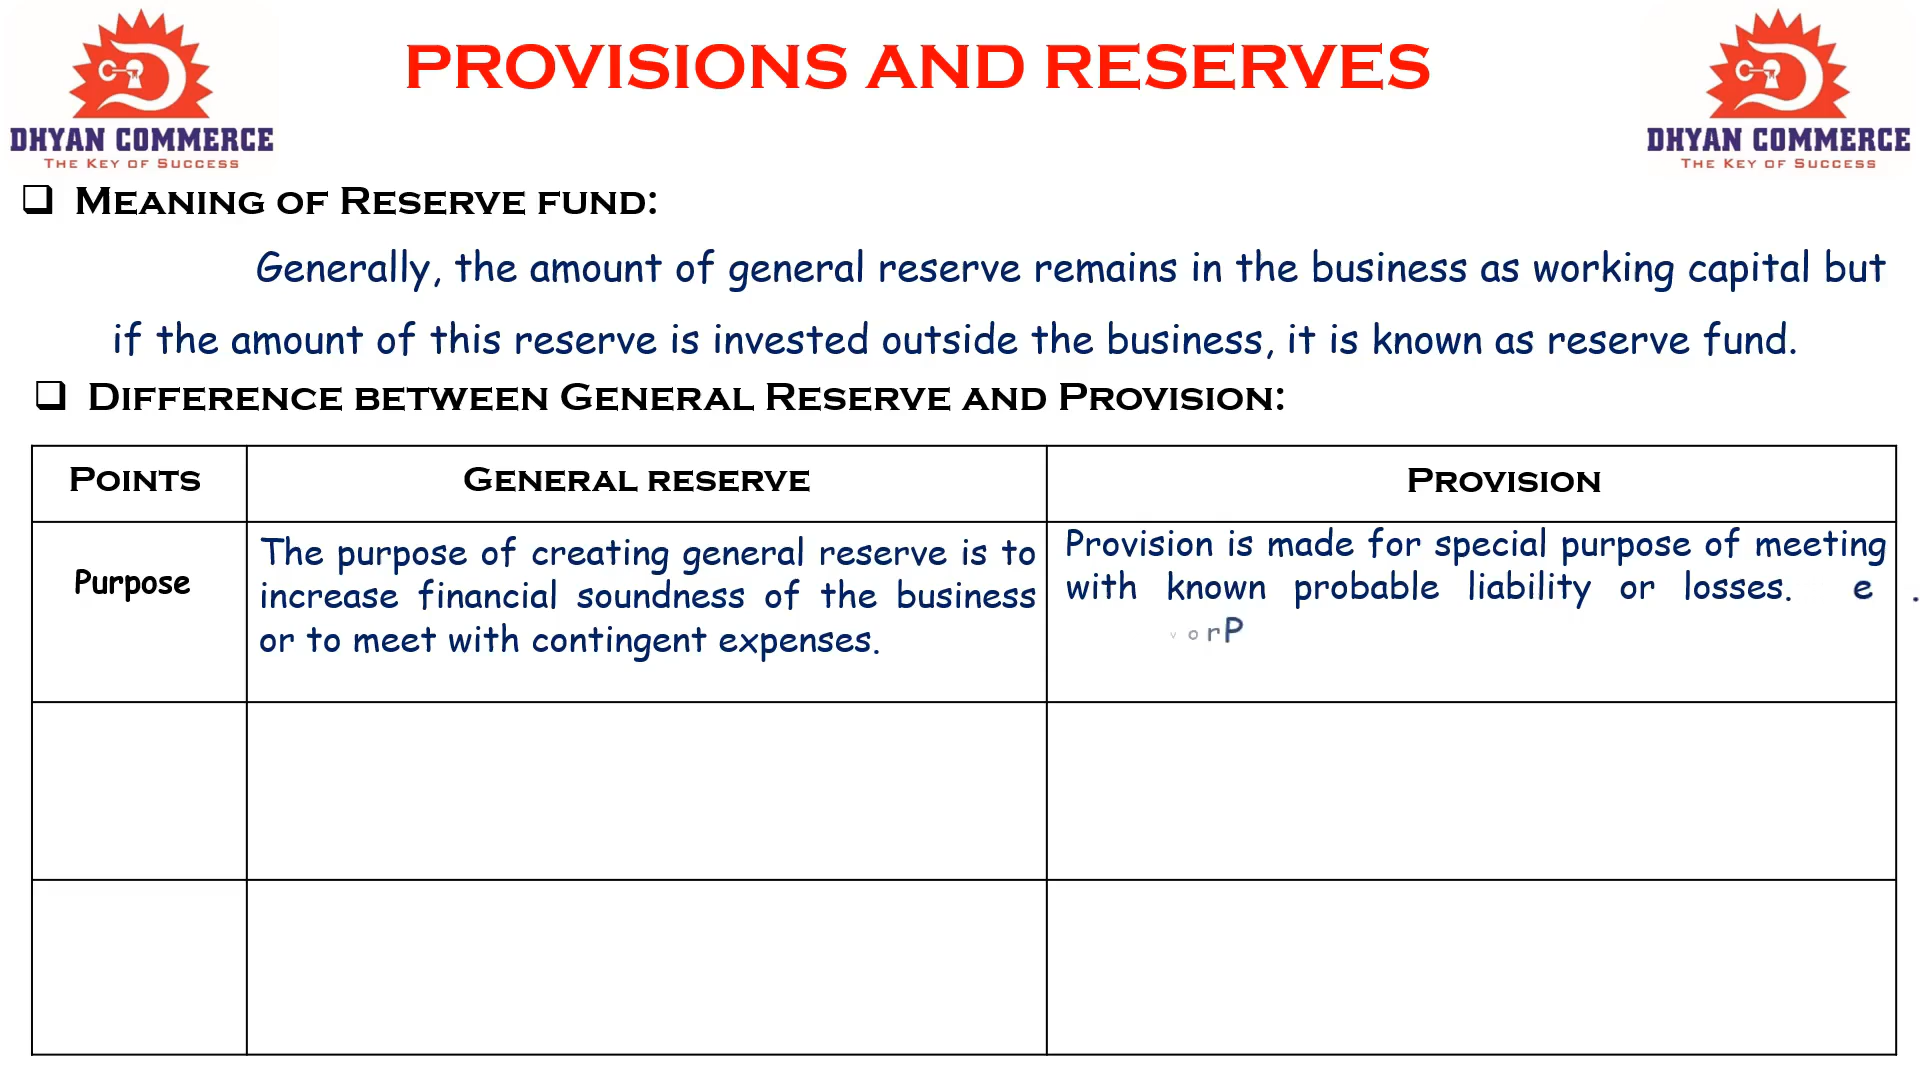 PROVISIONS AND RESERVES
DHYAN COMMERCE
THE KEY OF SUCCESS
DHYAN COMMERCE
THE KEY OF SUCCESS
MEANING OF RESERVE FUND:
Generally, the amount of general reserve remains in the business as working capital but
if the amount of this reserve is invested outside the business, it is known as reserve fund.
DIFFERENCE BETWEEN GENERAL RESERVE AND PROVISION:
POINTS GENERAL RESERVE PROVISION
Purpose
The purpose of creating general reserve is to
increase financial soundness of the business
or to meet with contingent expenses.
Provision is made for special purpose of meeting
with known probable liability or losses. e .
v o r P